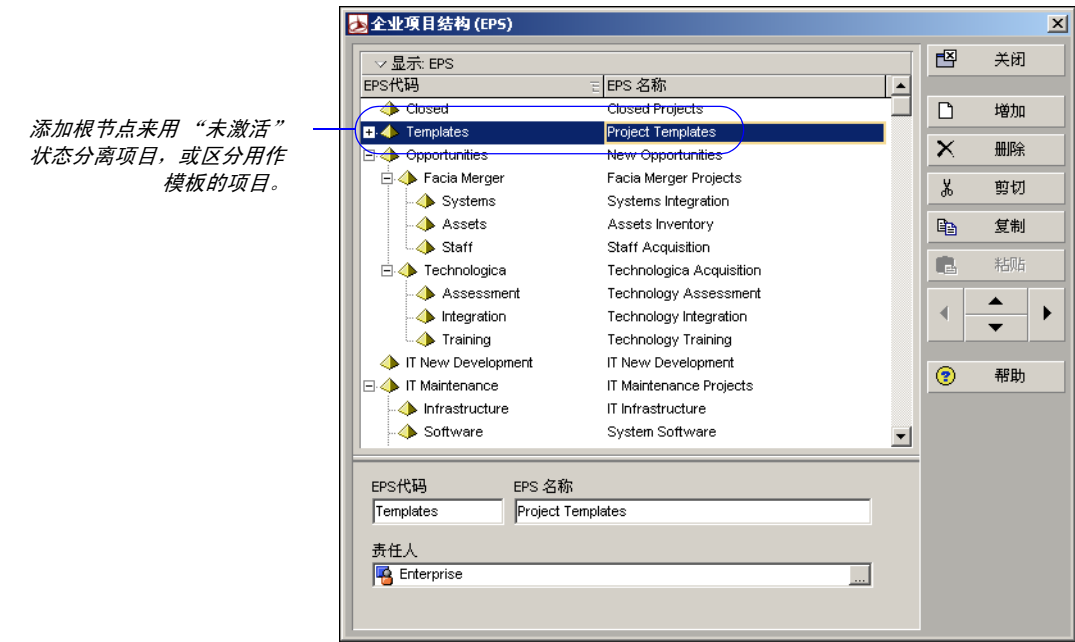 企业项目结构 (EPS)
添加根节点来用 “未激活”
状态分离项目，或区分用作
模板的项目。
显示: EPS
EPS代码 EPS 名称
Closed Closed Projects
Templates Project Templates
Opportunities New Opportunities
Facia Merger Facia Merger Projects
Systems Systems Integration
Assets Assets Inventory
Staff Staff Acquisition
Technologica Technologica Acquisition
Assessment Technology Assessment
Integration Technology Integration
Training Technology Training
IT New Development IT New Development
IT Maintenance IT Maintenance Projects
Infrastructure IT Infrastructure
Software System Software
EPS代码 EPS 名称
Templates Project Templates
责任人
Enterprise
...
关闭
增加
删除
剪切
复制
粘贴
帮助